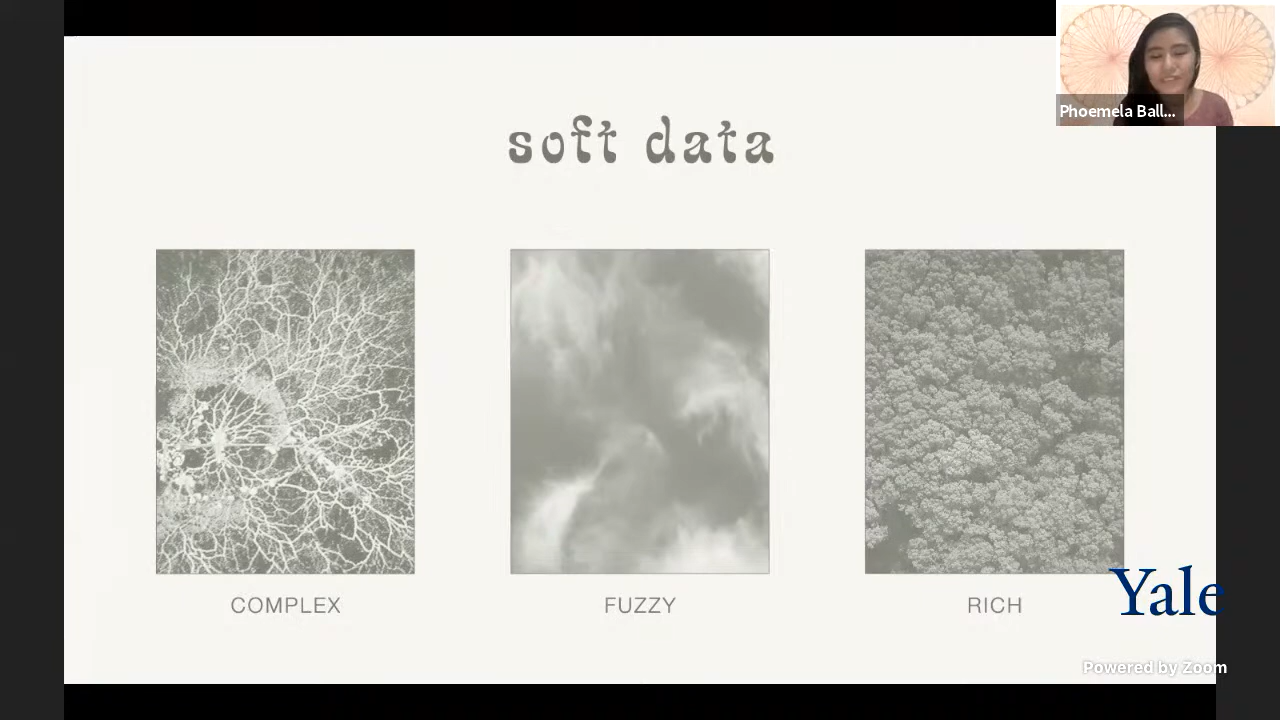 soft data
Phoemela Ball...
COMPLEX
FUZZY
RICH
Yale
Powered by Zoom